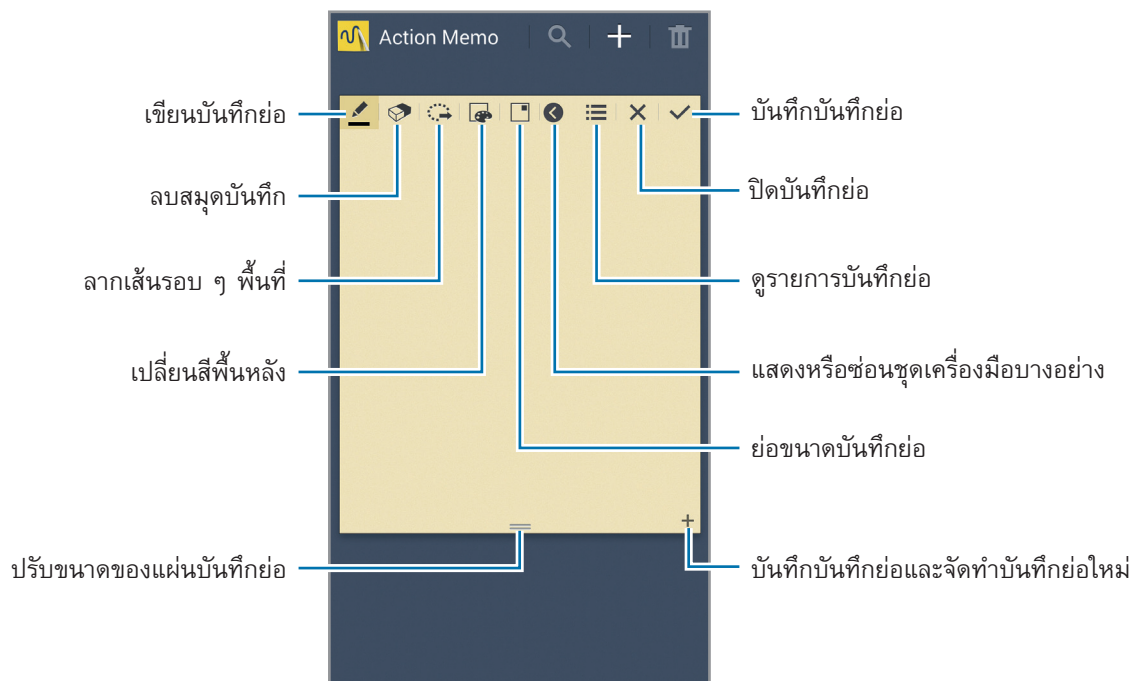 Action Memo
เขียนบันทึกย่อ
บันทึกบันทึกย่อ
ลบสมุดบันทึก
ปิดบันทึกย่อ
ลากเส้นรอบ ๆ พื้นที่
ดูรายการบันทึกย่อ
เปลี่ยนสีพื้นหลัง
แสดงหรือซ่อนชุดเครื่องมือบางอย่าง
ย่อขนาดบันทึกย่อ
ปรับขนาดของแผ่นบันทึกย่อ
บันทึกบันทึกย่อและจัดทำบันทึกย่อใหม่